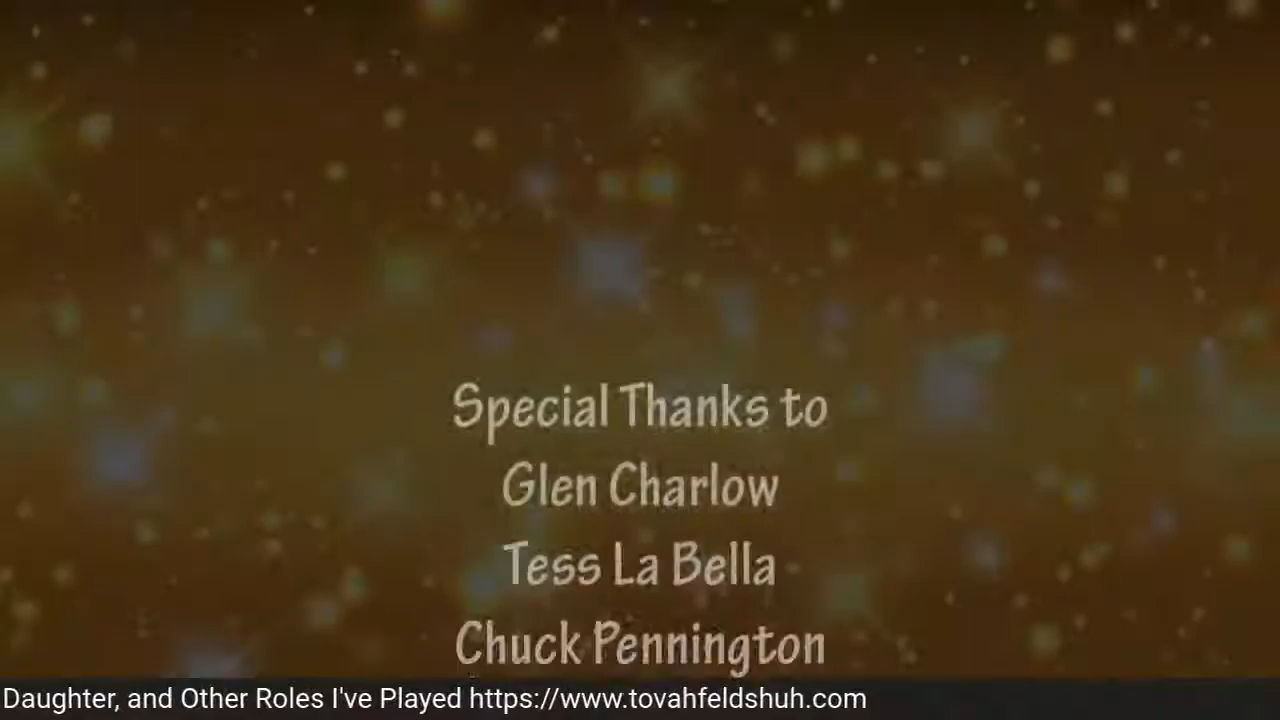 Special Thanks to
Glen Charlow
Tess La Bella
Chuck Pennington
Daughter, and Other Roles I've Played https://www.tovahfeldshuh.com